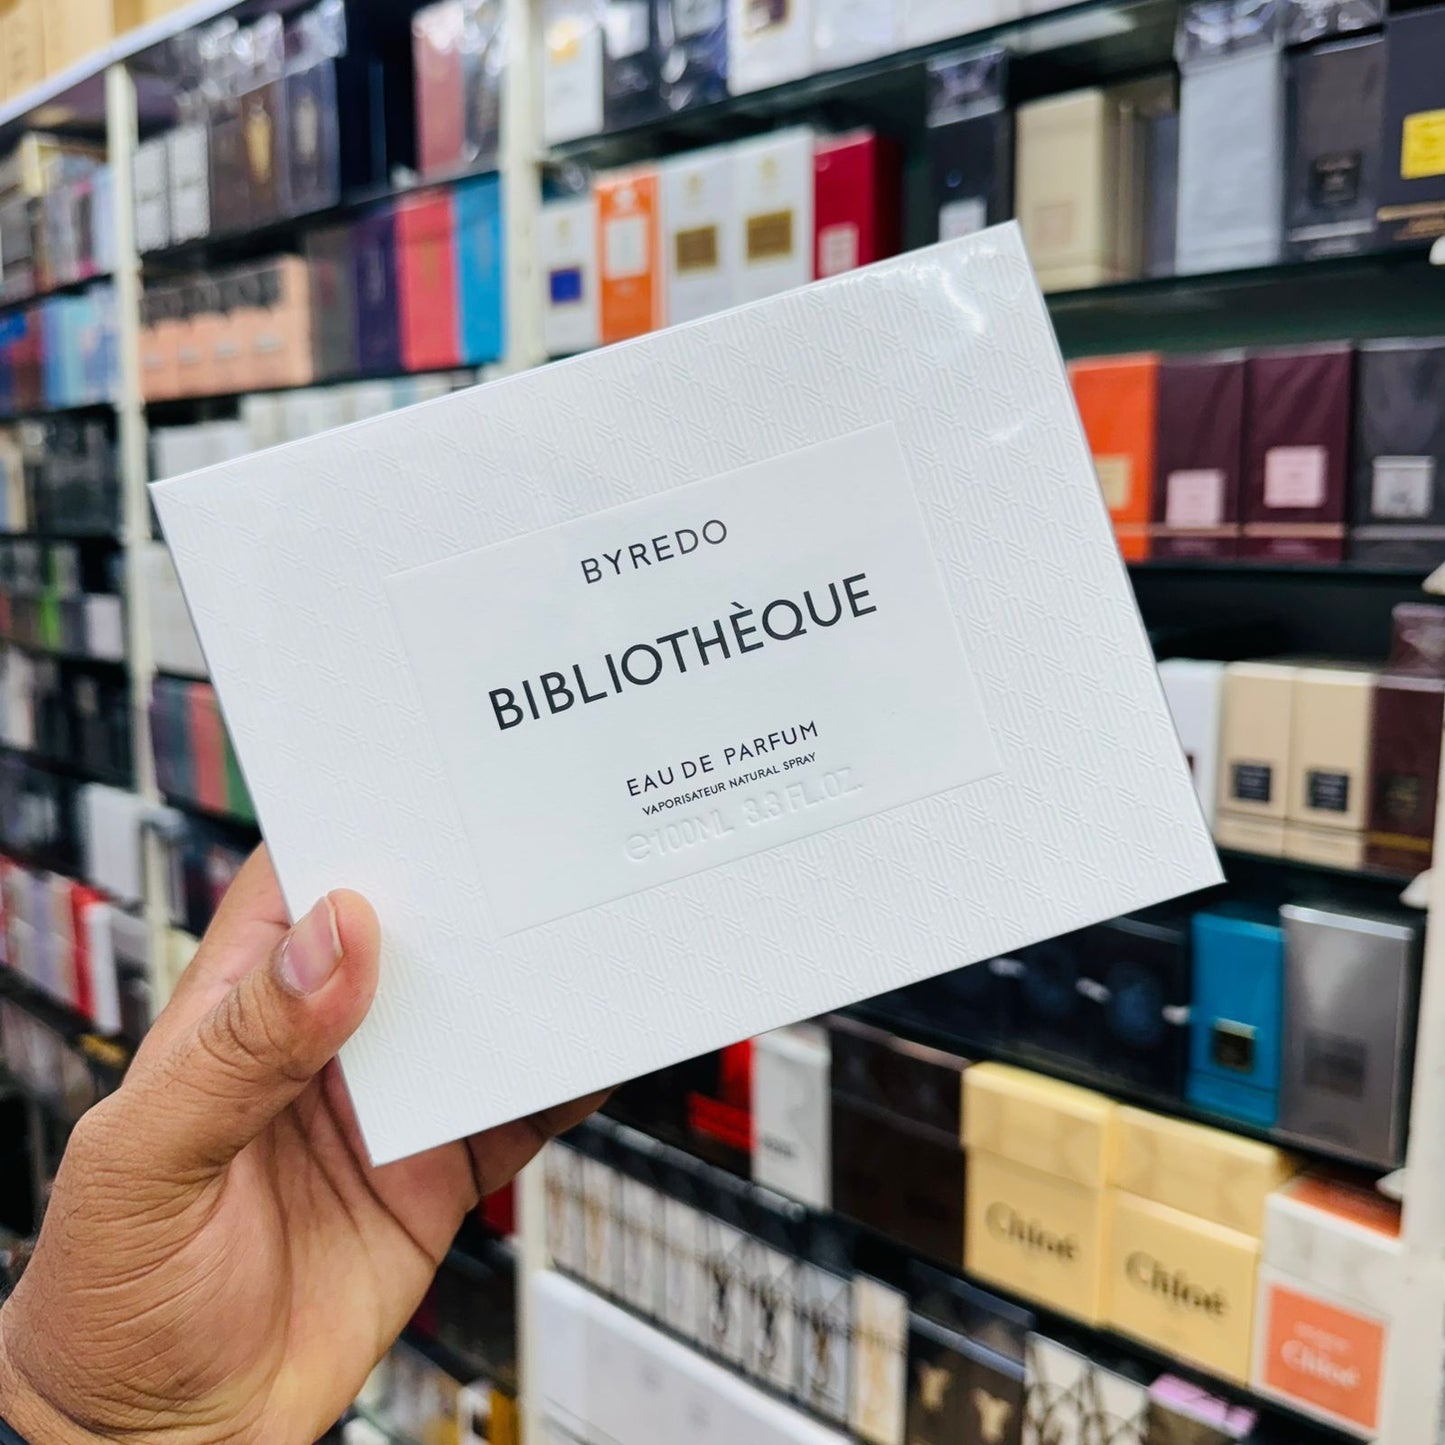 BYREDO
BIBLIOTHÈQUE
EAU DE PARFUM
VAPORISATEUR NATURAL SPRAY
e 100ML 3.3 FL.OZ.
Chloé
Chloé
Chloé